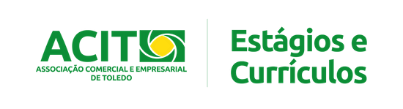 ACIT
ASSOCIAÇÃO COMERCIAL E EMPRESARIAL
DE TOLEDO
Estágios e
Currículos